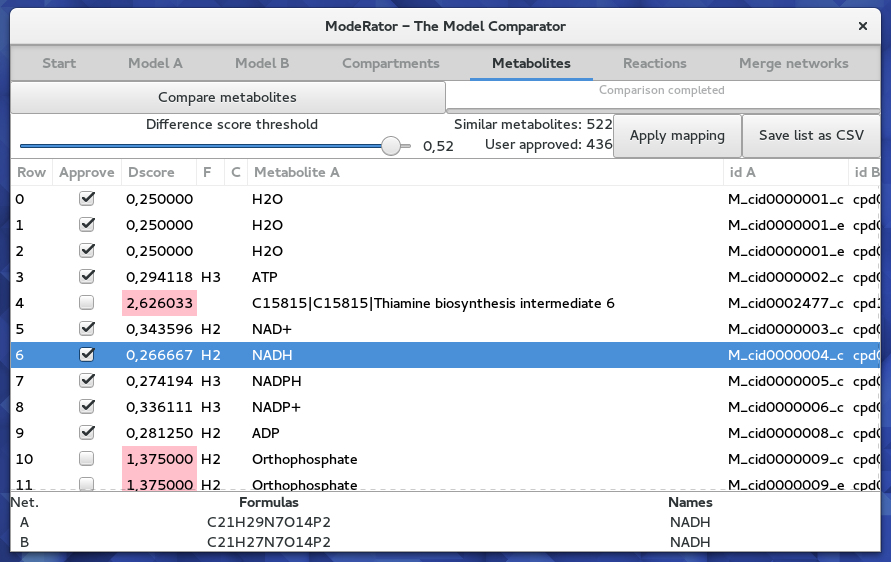 ModeRator – The Model Comparator ×
Start Model A Model B Compartments Metabolites Reactions Merge networks
Compare metabolites Comparison completed
Difference score threshold Similar metabolites: 522 Apply mapping Save list as CSV
0,52 User approved: 436
Row Approve Dscore F C Metabolite A id A id B
0 0,250000 H2O M_cid0000001_c cpd0
1 0,250000 H2O M_cid0000001_e cpd0
2 0,250000 H2O M_cid0000001_e cpd0
3 0,294118 H3 ATP M_cid0000002_c cpd0
4 2,626033 C15815|C15815|Thiamine biosynthesis intermediate 6 M_cid0002477_c cpd1
5 0,343596 H2 NAD+ M_cid0000003_c cpd0
6 0,266667 H2 NADH M_cid0000004_c cpd0
7 0,274194 H3 NADPH M_cid0000005_c cpd0
8 0,336111 H3 NADP+ M_cid0000006_c cpd0
9 0,281250 H2 ADP M_cid0000008_c cpd0
10 1,375000 H2 Orthophosphate M_cid0000009_c cpd0
11 1,375000 H2 Orthophosphate M_cid0000009_e cpd0
Net. Formulas Names
A C21H29N7O14P2 NADH
B C21H27N7O14P2 NADH